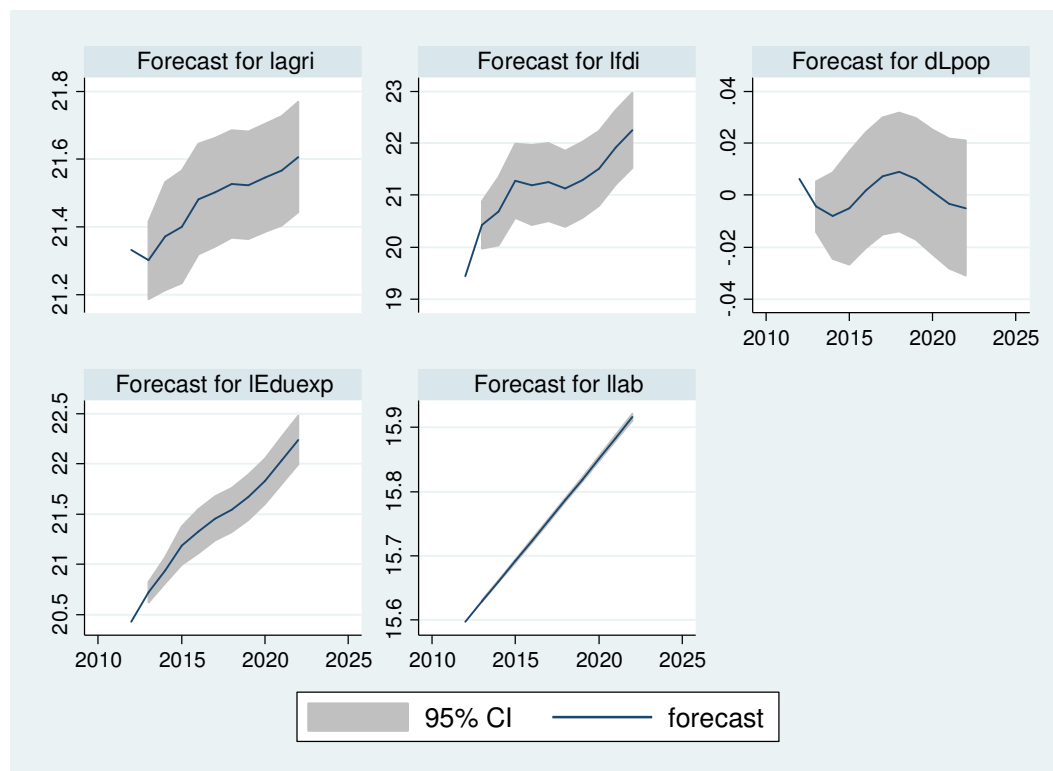 Forecast for lagri
21.8
21.6
21.4
21.2
Forecast for lfdi
23
22
21
20
19
Forecast for dLpop
.04
.02
0
-.02
-.04
2010 2015 2020 2025
Forecast for lEduexp
22.5
22
21.5
21
20.5
2010 2015 2020 2025
Forecast for llab
15.9
15.8
15.7
15.6
2010 2015 2020 2025
95% CI forecast